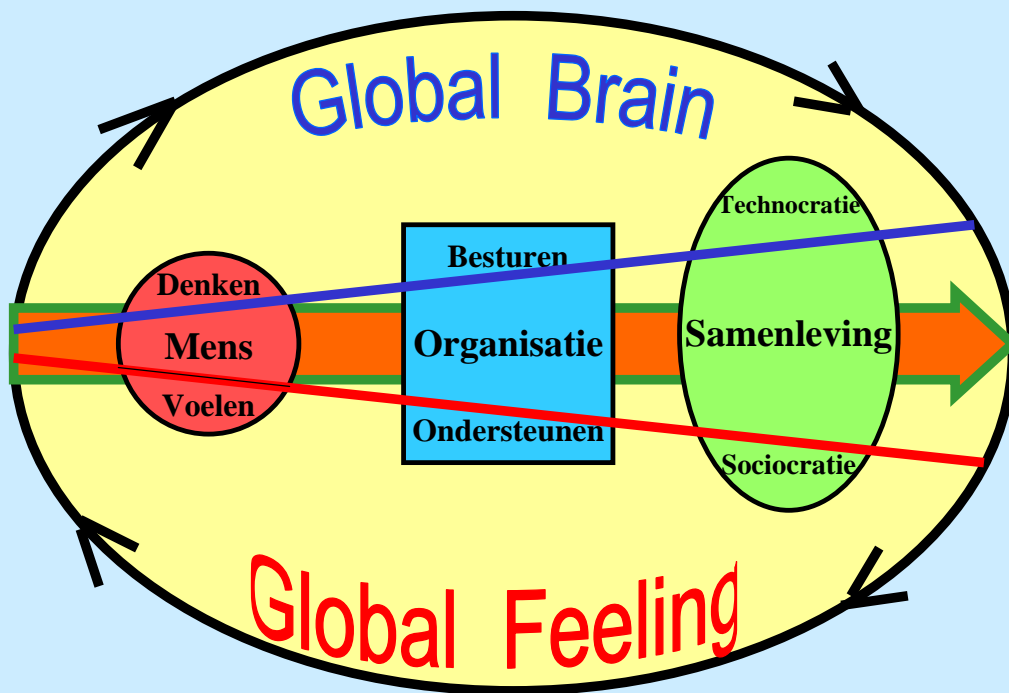 Global Brain
Denken
Mens
Voelen
Besturen
Organisatie
Ondersteunen
Technocratie
Samenleving
Sociocratie
Global Feeling